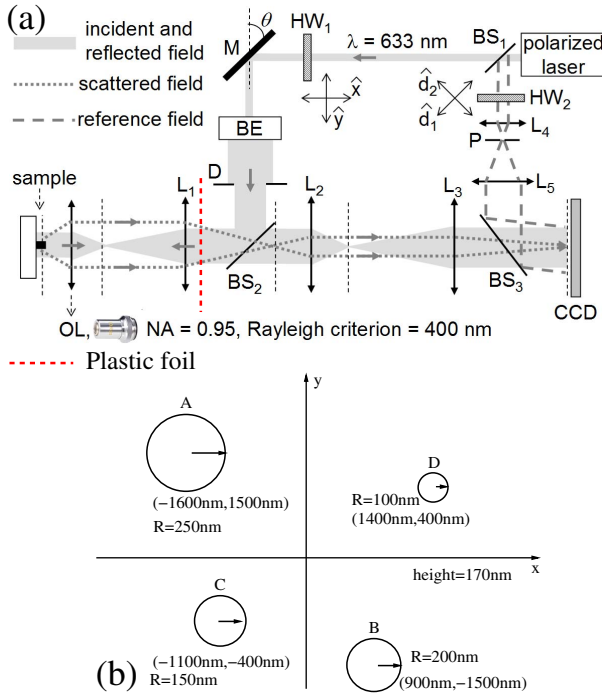 (a)
incident and
reflected field
scattered field
reference field
θ
M
HW₁
λ = 633 nm
BS₁
polarized
laser
x̂
ŷ
d̂₂
d̂₁
HW₂
L₄
P
BE
D
sample
L₁
L₂
L₃
L₅
BS₂
BS₃
CCD
OL, NA = 0.95, Rayleigh criterion = 400 nm
Plastic foil
y
A
(−1600nm,1500nm)
R=250nm
D
R=100nm
(1400nm,400nm)
x
height=170nm
C
(−1100nm,−400nm)
R=150nm
B
R=200nm
(900nm,−1500nm)
(b)